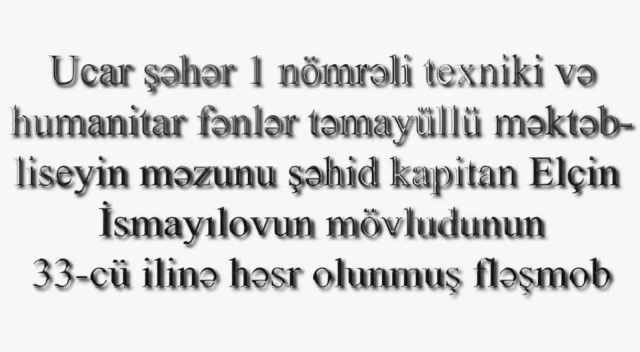 Ucar şəhər 1 nömrəli texniki və
humanitar fənlər təmayüllü məktəb-
liseyin məzunu şəhid kapitan Elçin
İsmayılovun mövludunun
33-cü ilinə həsr olunmuş fləşmob